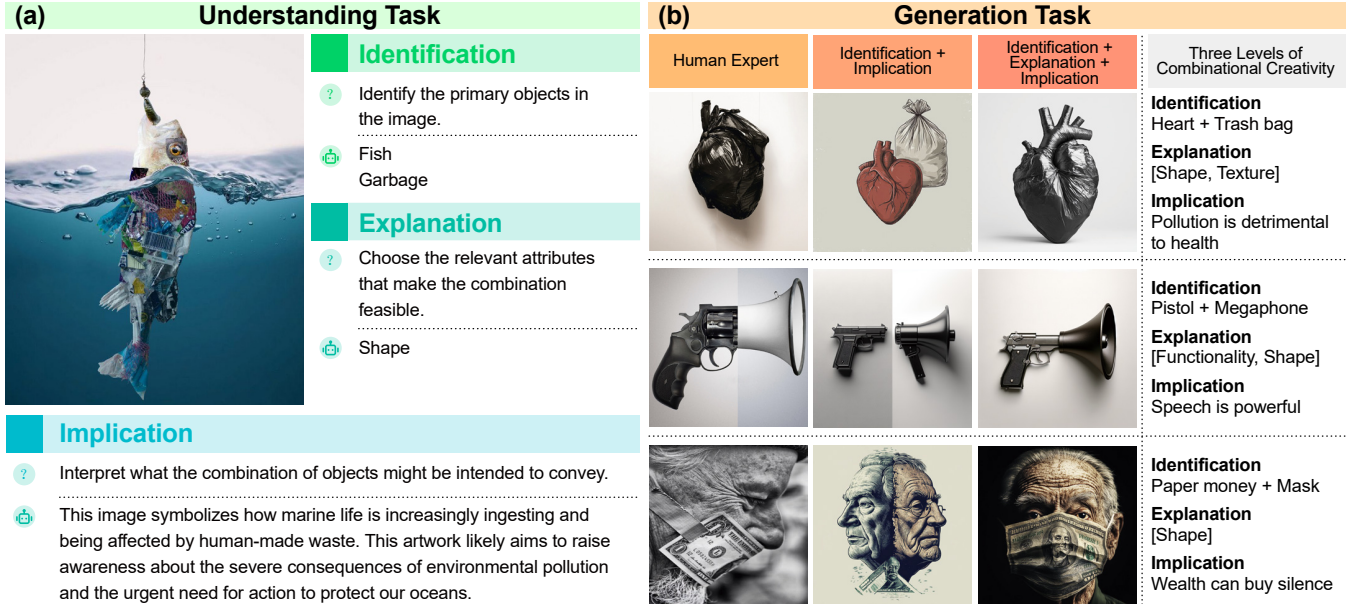 (a) Understanding Task
Identification
? Identify the primary objects in
the image.
Fish
Garbage
Explanation
? Choose the relevant attributes
that make the combination
feasible.
Shape
Implication
? Interpret what the combination of objects might be intended to convey.
This image symbolizes how marine life is increasingly ingesting and
being affected by human-made waste. This artwork likely aims to raise
awareness about the severe consequences of environmental pollution
and the urgent need for action to protect our oceans.
(b) Generation Task
Human Expert
Identification +
Implication
Identification +
Explanation +
Implication
Three Levels of
Combinational Creativity
Identification
Heart + Trash bag
Explanation
[Shape, Texture]
Implication
Pollution is detrimental
to health
Identification
Pistol + Megaphone
Explanation
[Functionality, Shape]
Implication
Speech is powerful
Identification
Paper money + Mask
Explanation
[Shape]
Implication
Wealth can buy silence